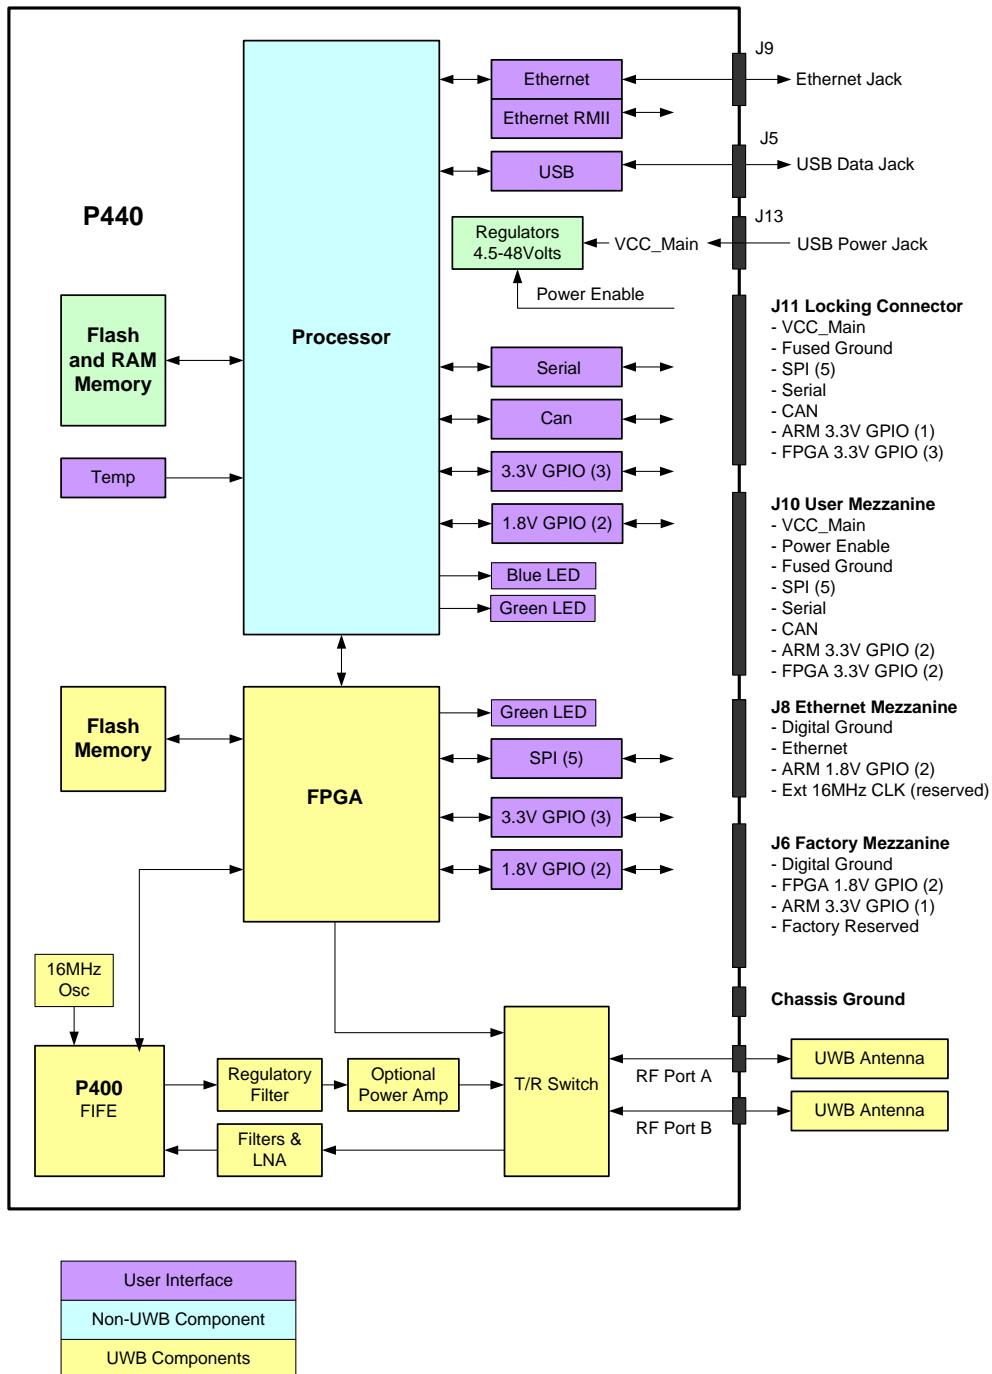 P440
Processor
Flash
and RAM
Memory
Temp
Ethernet
Ethernet RMII
USB
Regulators
4.5-48Volts
VCC_Main
Power Enable
Serial
Can
3.3V GPIO (3)
1.8V GPIO (2)
Blue LED
Green LED
J9
Ethernet Jack
J5
USB Data Jack
J13
USB Power Jack
J11 Locking Connector
- VCC_Main
- Fused Ground
- SPI (5)
- Serial
- CAN
- ARM 3.3V GPIO (1)
- FPGA 3.3V GPIO (3)
J10 User Mezzanine
- VCC_Main
- Power Enable
- Fused Ground
- SPI (5)
- Serial
- CAN
- ARM 3.3V GPIO (2)
- FPGA 3.3V GPIO (2)
Flash
Memory
FPGA
Green LED
SPI (5)
3.3V GPIO (3)
1.8V GPIO (2)
J8 Ethernet Mezzanine
- Digital Ground
- Ethernet
- ARM 1.8V GPIO (2)
- Ext 16MHz CLK (reserved)
J6 Factory Mezzanine
- Digital Ground
- FPGA 1.8V GPIO (2)
- ARM 3.3V GPIO (1)
- Factory Reserved
Chassis Ground
16MHz
Osc
P400
FIFE
Regulatory
Filter
Optional
Power Amp
Filters &
LNA
T/R Switch
RF Port A
RF Port B
UWB Antenna
UWB Antenna
User Interface
Non-UWB Component
UWB Components